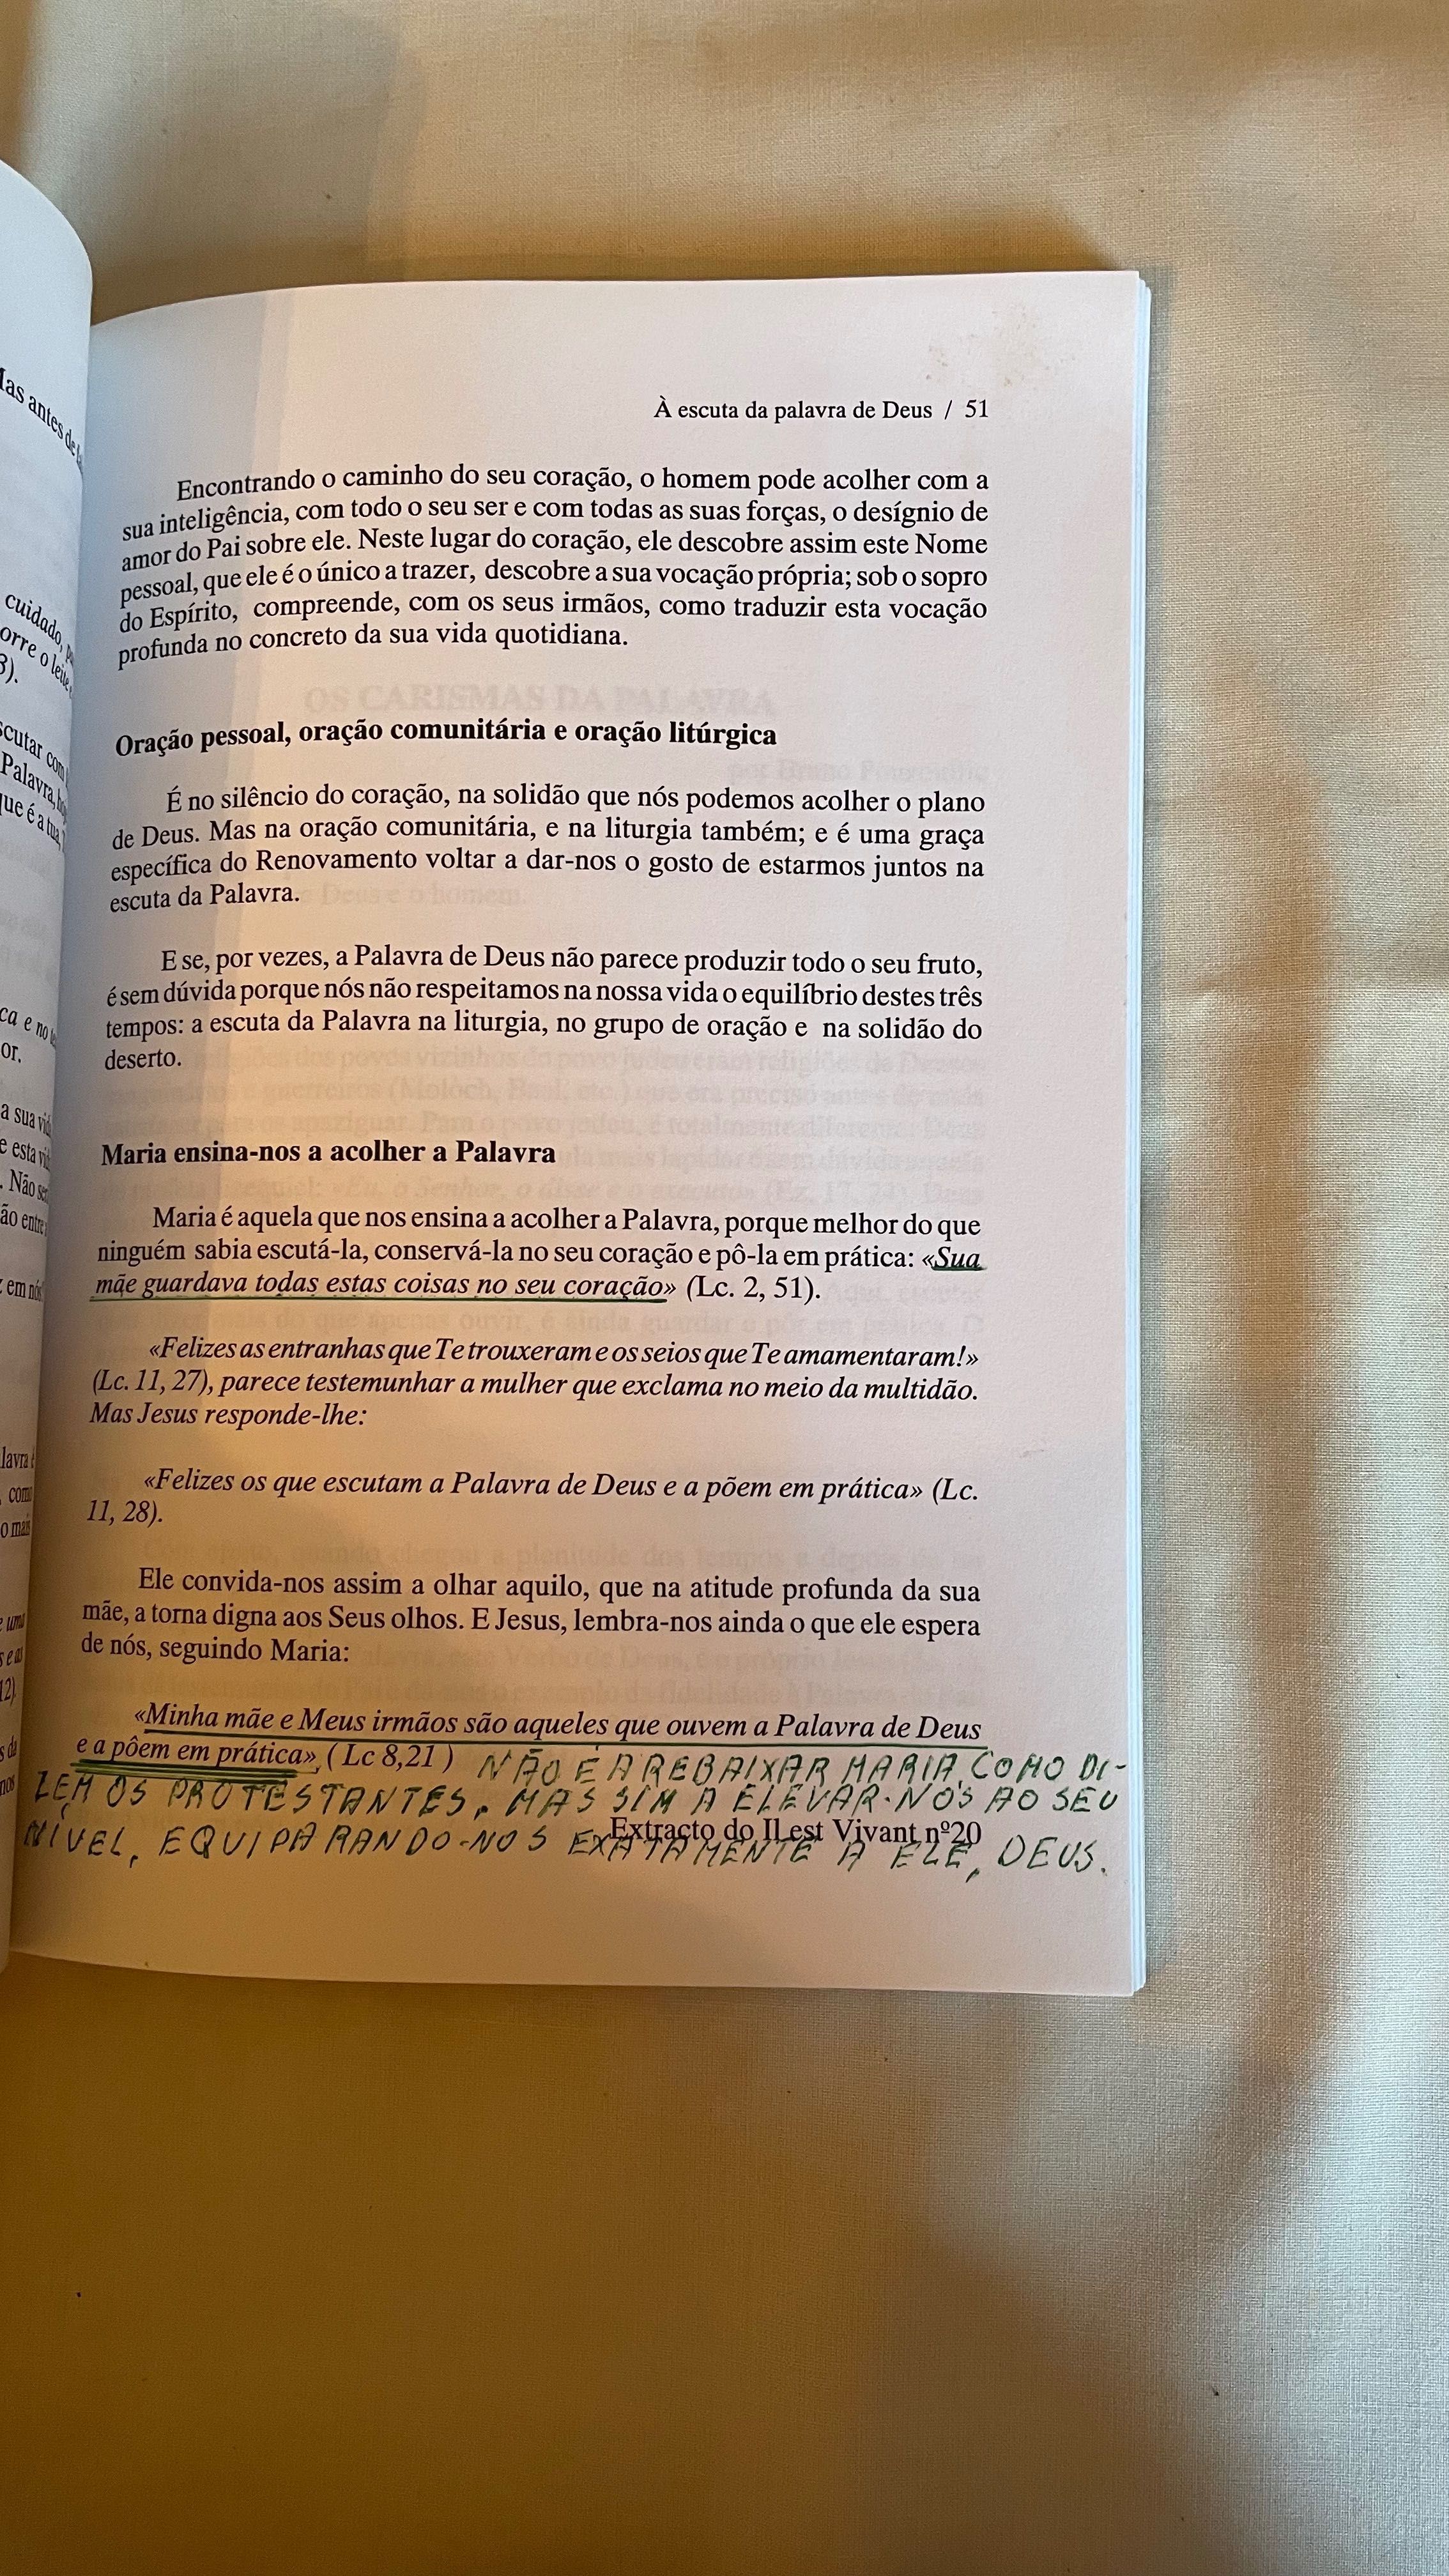 À escuta da palavra de Deus / 51
Encontrando o caminho do seu coração, o homem pode acolher com a
sua inteligência, com todo o seu ser e com todas as suas forças, o desígnio de
amor do Pai sobre ele. Neste lugar do coração, ele descobre assim este Nome
pessoal, que ele é o único a trazer, descobre a sua vocação própria; sob o sopro
do Espírito, compreende, com os seus irmãos, como traduzir esta vocação
profunda no concreto da sua vida quotidiana.
Oração pessoal, oração comunitária e oração litúrgica
É no silêncio do coração, na solidão que nós podemos acolher o plano
de Deus. Mas na oração comunitária, e na liturgia também; e é uma graça
específica do Renovamento voltar a dar-nos o gosto de estarmos juntos na
escuta da Palavra.
E se, por vezes, a Palavra de Deus não parece produzir todo o seu fruto,
é sem dúvida porque nós não respeitamos na nossa vida o equilíbrio destes três
tempos: a escuta da Palavra na liturgia, no grupo de oração e na solidão do
deserto.
Maria ensina-nos a acolher a Palavra
Maria é aquela que nos ensina a acolher a Palavra, porque melhor do que
ninguém sabia escutá-la, conservá-la no seu coração e pô-la em prática: «Sua
mãe guardava todas estas coisas no seu coração» (Lc. 2, 51).
«Felizes as entranhas que Te trouxeram e os seios que Te amamentaram!»
(Lc. 11, 27), parece testemunhar a mulher que exclama no meio da multidão.
Mas Jesus responde-lhe:
«Felizes os que escutam a Palavra de Deus e a põem em prática» (Lc.
11, 28).
Ele convida-nos assim a olhar aquilo, que na atitude profunda da sua
mãe, a torna digna aos Seus olhos. E Jesus, lembra-nos ainda o que ele espera
de nós, seguindo Maria:
«Minha mãe e Meus irmãos são aqueles que ouvem a Palavra de Deus
e a pôem em prática», ( Lc 8,21 ) NÃO É A REBAIXAR MARIA, COMO DI-
ZEM OS PROTESTANTES, MAS SIM A ELEVAR-NOS AO SEU
Extracto do Il est Vivant nº20
NÍVEL, EQUIPARANDO-NOS EXATAMENTE A ELE, DEUS.